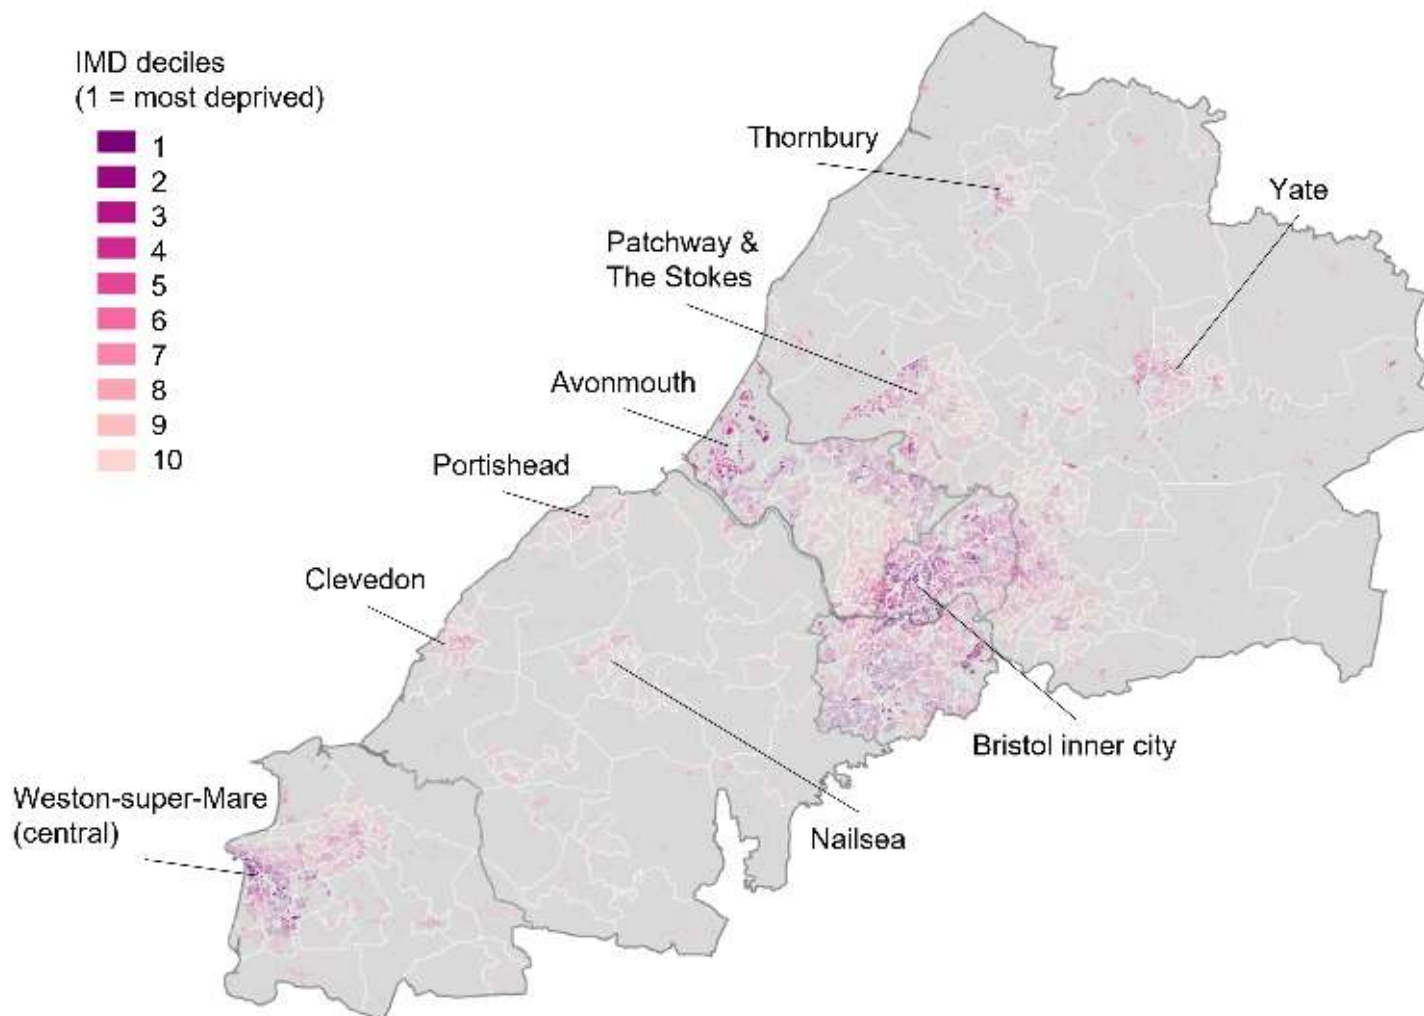 IMD deciles
(1 = most deprived)
1
2
3
4
5
6
7
8
9
10
Thornbury
Yate
Patchway &
The Stokes
Avonmouth
Portishead
Clevedon
Bristol inner city
Weston-super-Mare
(central)
Nailsea